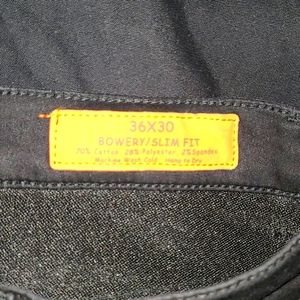 36X30
BOWERY/SLIM FIT
70% Cotton 28% Polyester 2% Spandex
Machine Wash Cold Hang to Dry